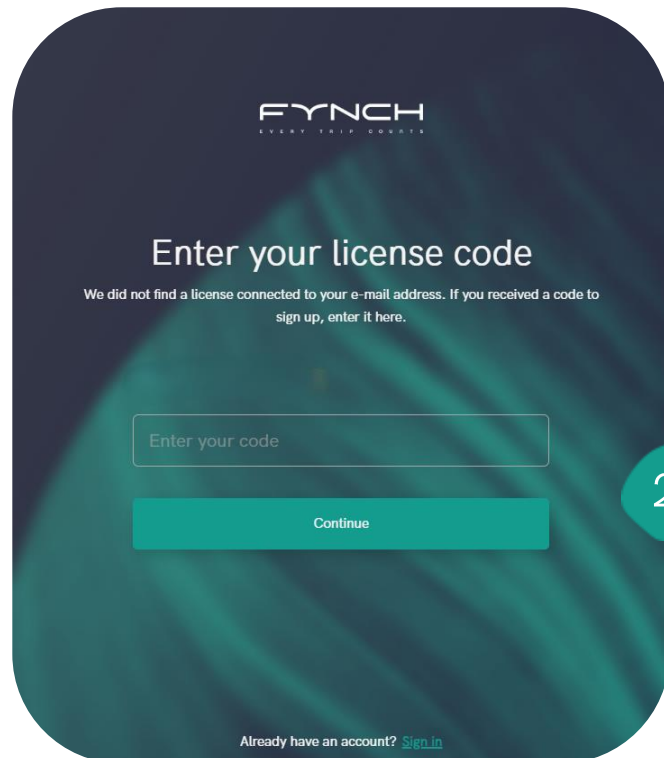 FYNCH
EVERY TRIP COUNTS
Enter your license code
We did not find a license connected to your e-mail address. If you received a code to
sign up, enter it here.
Enter your code
2
Continue
Already have an account? Sign in